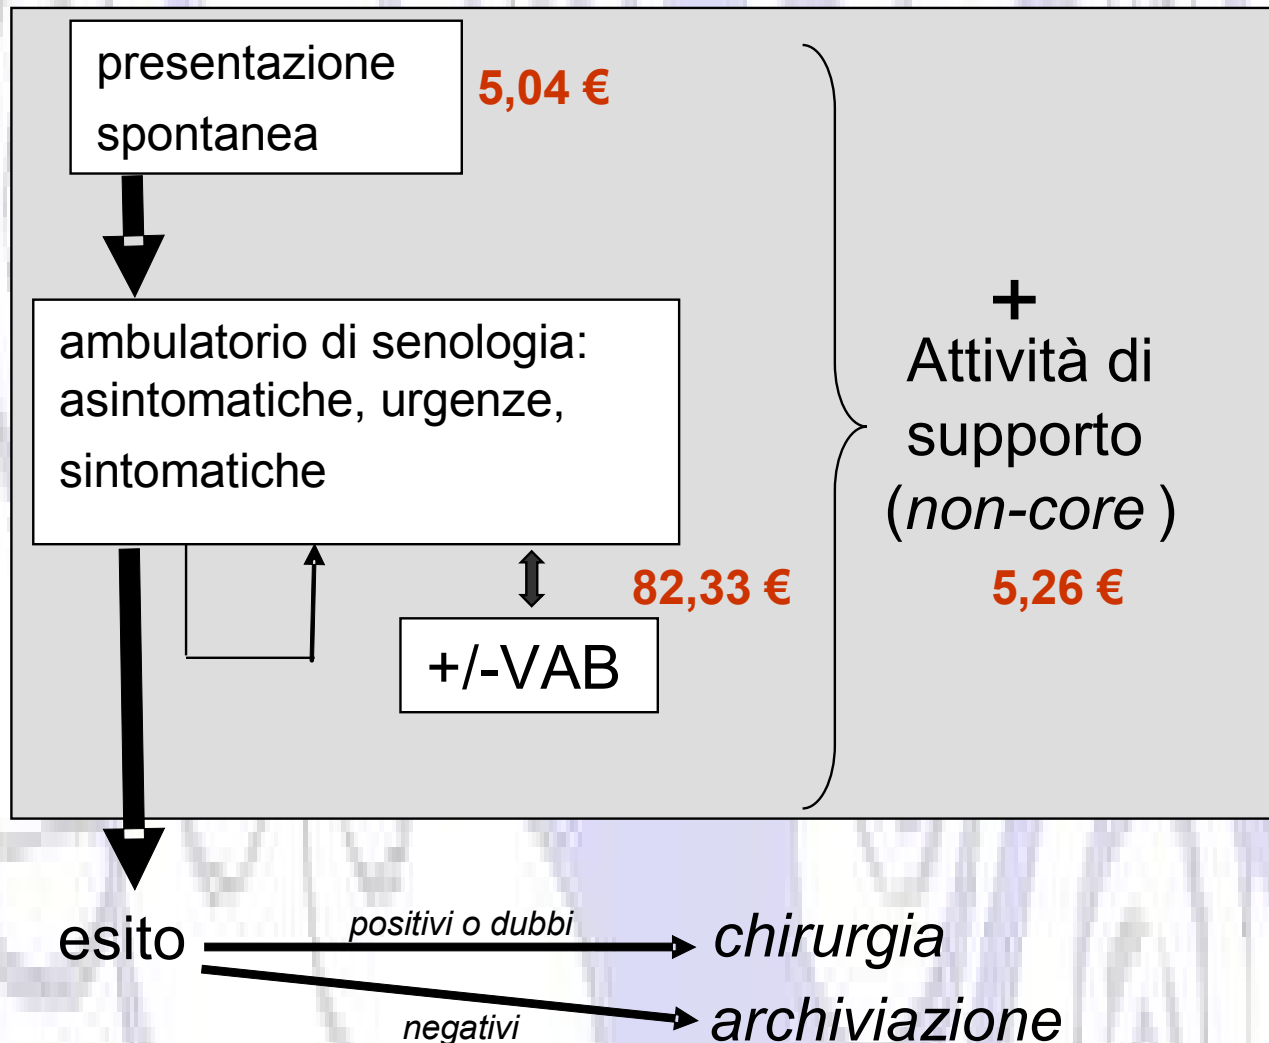 presentazione
spontanea
5,04 €
ambulatorio di senologia:
asintomatiche, urgenze,
sintomatiche
82,33 €
+/-VAB
+
Attività di
supporto
(non-core )
5,26 €
esito
positivi o dubbi
chirurgia
negativi
archiviazione